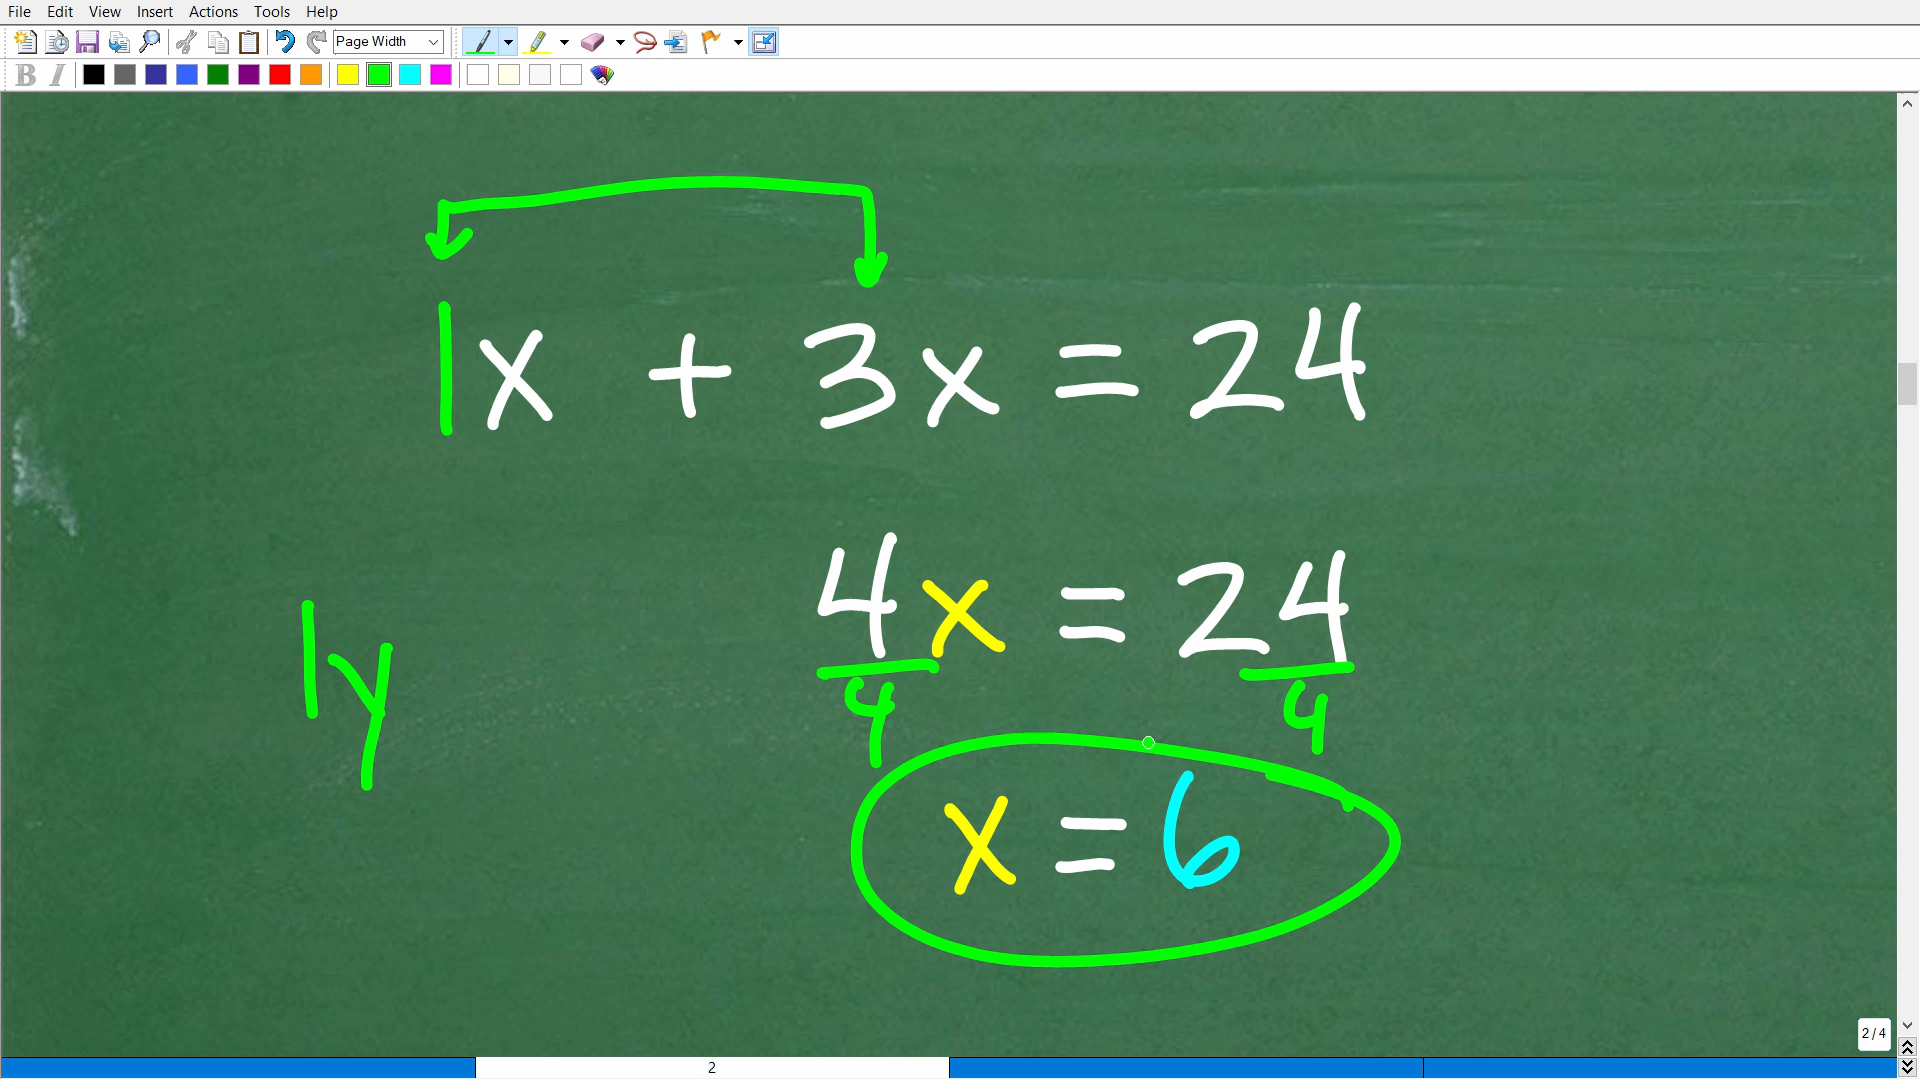 File Edit View Insert Actions Tools Help
Page Width
B I
1x + 3x = 24
4x = 24
4 4
1y
x = 6
2 / 4
2